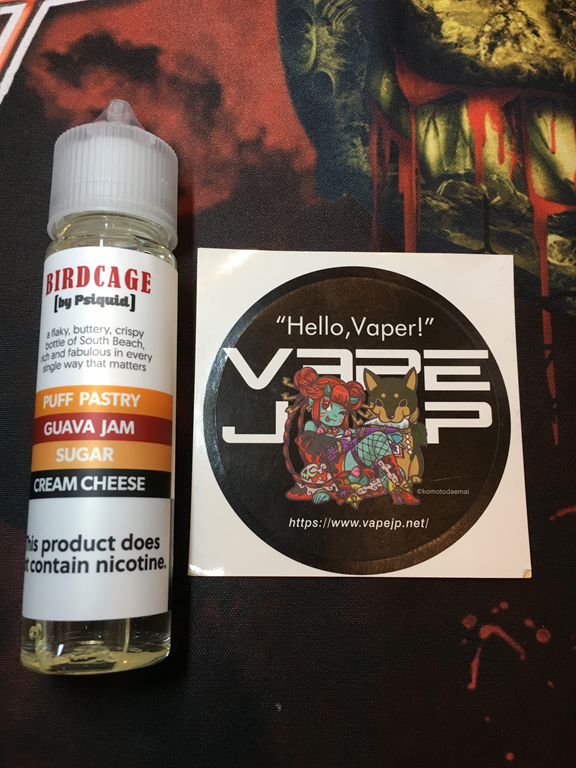 BIRDCAGE
[by Psiquid]
a flaky, buttery, crispy
bottle of South Beach,
rich and fabulous in every
single way that matters
PUFF PASTRY
GUAVA JAM
SUGAR
CREAM CHEESE
This product does
not contain nicotine.
"Hello,Vaper!"
VAPE
JP
©komotodaemai
https://www.vapejp.net/